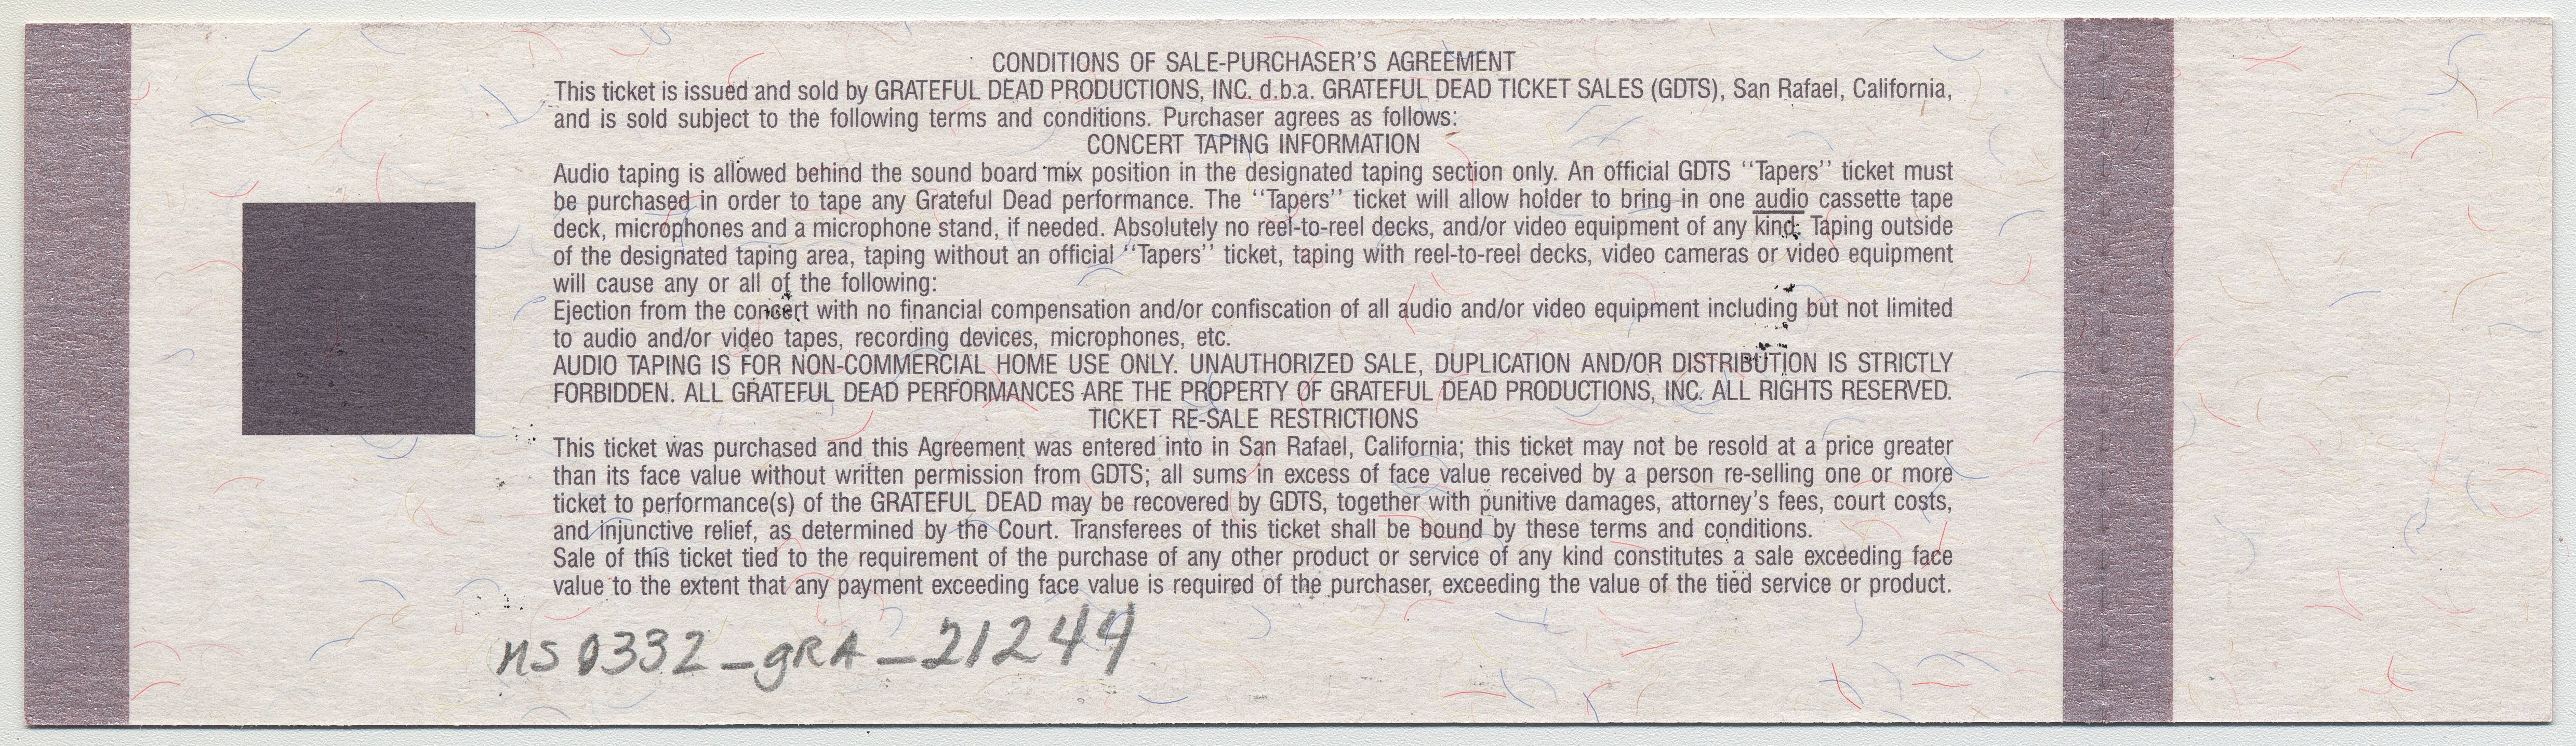 CONDITIONS OF SALE-PURCHASER'S AGREEMENT
This ticket is issued and sold by GRATEFUL DEAD PRODUCTIONS, INC. d.b.a. GRATEFUL DEAD TICKET SALES (GDTS), San Rafael, California,
and is sold subject to the following terms and conditions. Purchaser agrees as follows:
CONCERT TAPING INFORMATION
Audio taping is allowed behind the sound board mix position in the designated taping section only. An official GDTS "Tapers" ticket must
be purchased in order to tape any Grateful Dead performance. The "Tapers" ticket will allow holder to bring in one audio cassette tape
deck, microphones and a microphone stand, if needed. Absolutely no reel-to-reel decks, and/or video equipment of any kind. Taping outside
of the designated taping area, taping without an official "Tapers" ticket, taping with reel-to-reel decks, video cameras or video equipment
will cause any or all of the following:
Ejection from the concert with no financial compensation and/or confiscation of all audio and/or video equipment including but not limited
to audio and/or video tapes, recording devices, microphones, etc.
AUDIO TAPING IS FOR NON-COMMERCIAL HOME USE ONLY. UNAUTHORIZED SALE, DUPLICATION AND/OR DISTRIBUTION IS STRICTLY
FORBIDDEN. ALL GRATEFUL DEAD PERFORMANCES ARE THE PROPERTY OF GRATEFUL DEAD PRODUCTIONS, INC. ALL RIGHTS RESERVED.
TICKET RE-SALE RESTRICTIONS
This ticket was purchased and this Agreement was entered into in San Rafael, California; this ticket may not be resold at a price greater
than its face value without written permission from GDTS; all sums in excess of face value received by a person re-selling one or more
ticket to performance(s) of the GRATEFUL DEAD may be recovered by GDTS, together with punitive damages, attorney's fees, court costs,
and injunctive relief, as determined by the Court. Transferees of this ticket shall be bound by these terms and conditions.
Sale of this ticket tied to the requirement of the purchase of any other product or service of any kind constitutes a sale exceeding face
value to the extent that any payment exceeding face value is required of the purchaser, exceeding the value of the tied service or product.
MS 0332_gRA_21244